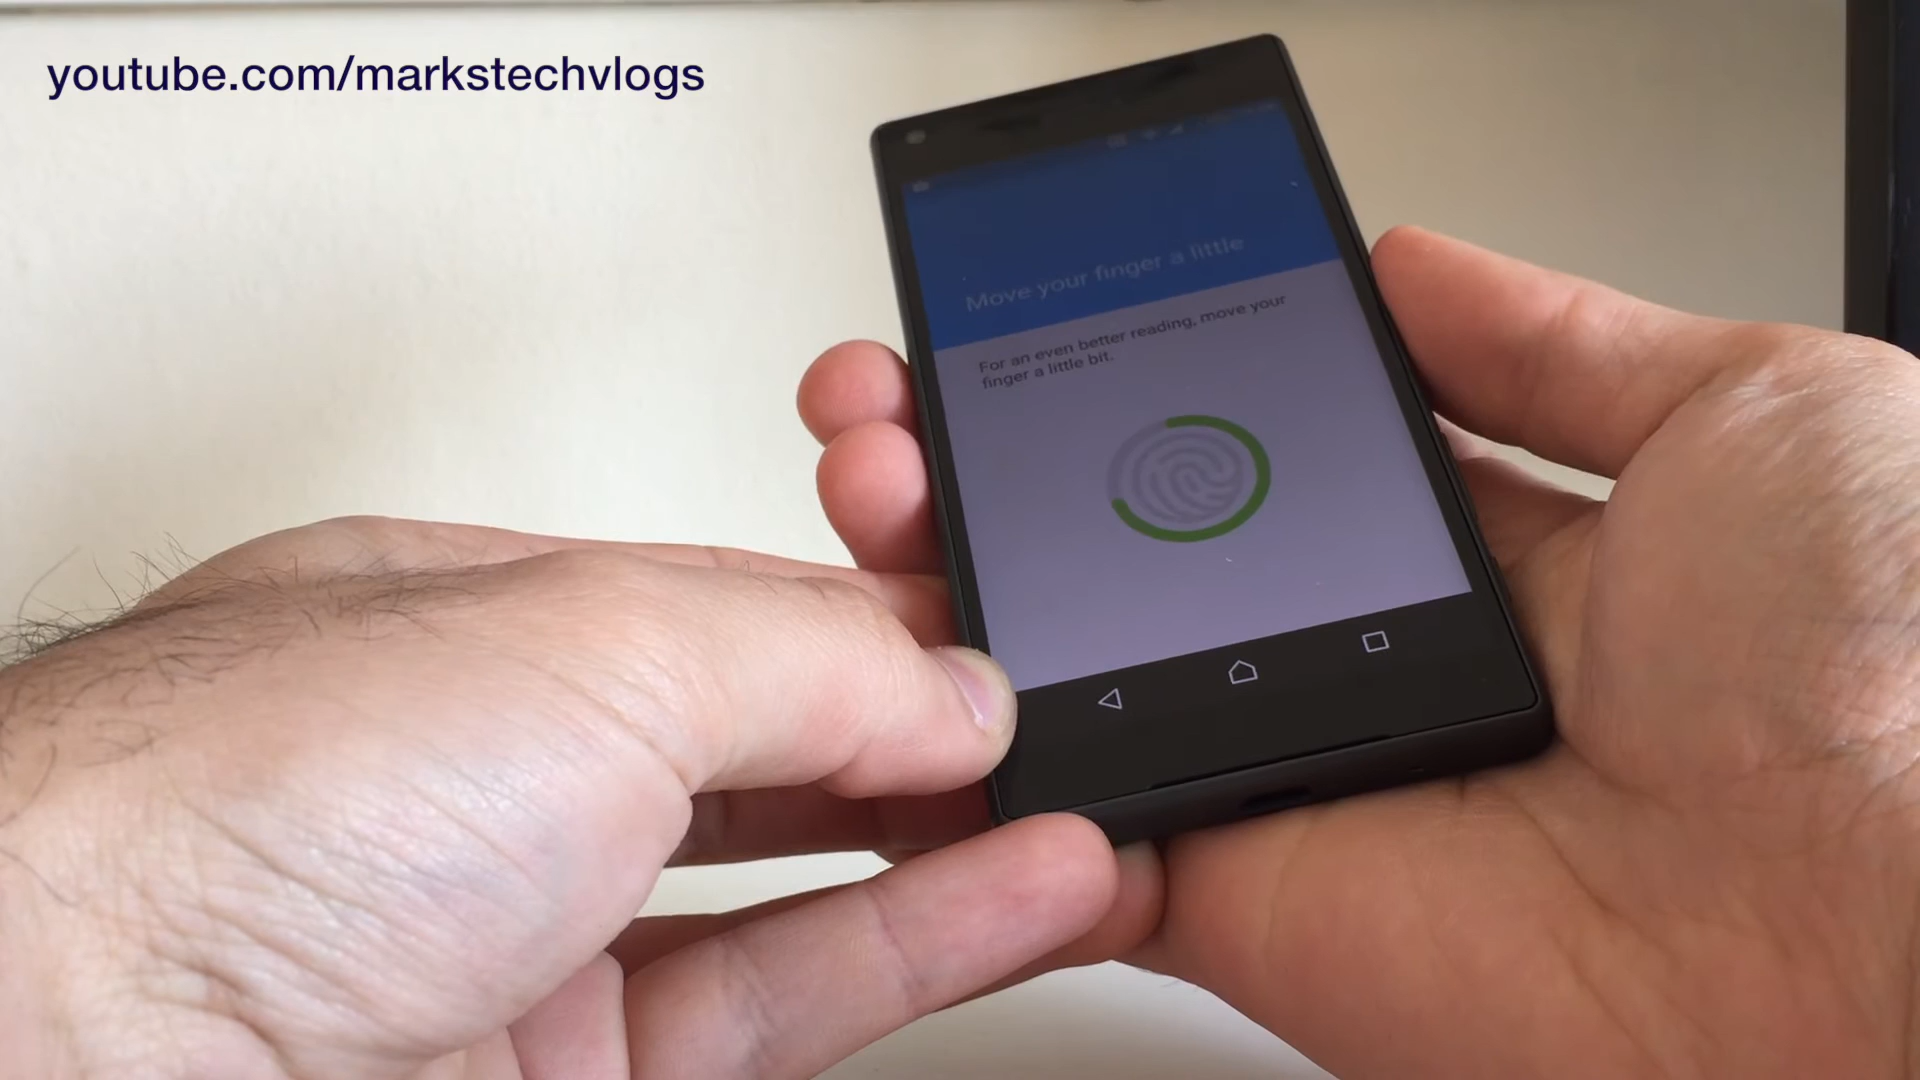 youtube.com/markstechvlogs
Move your finger a little
For an even better reading, move your
finger a little bit.